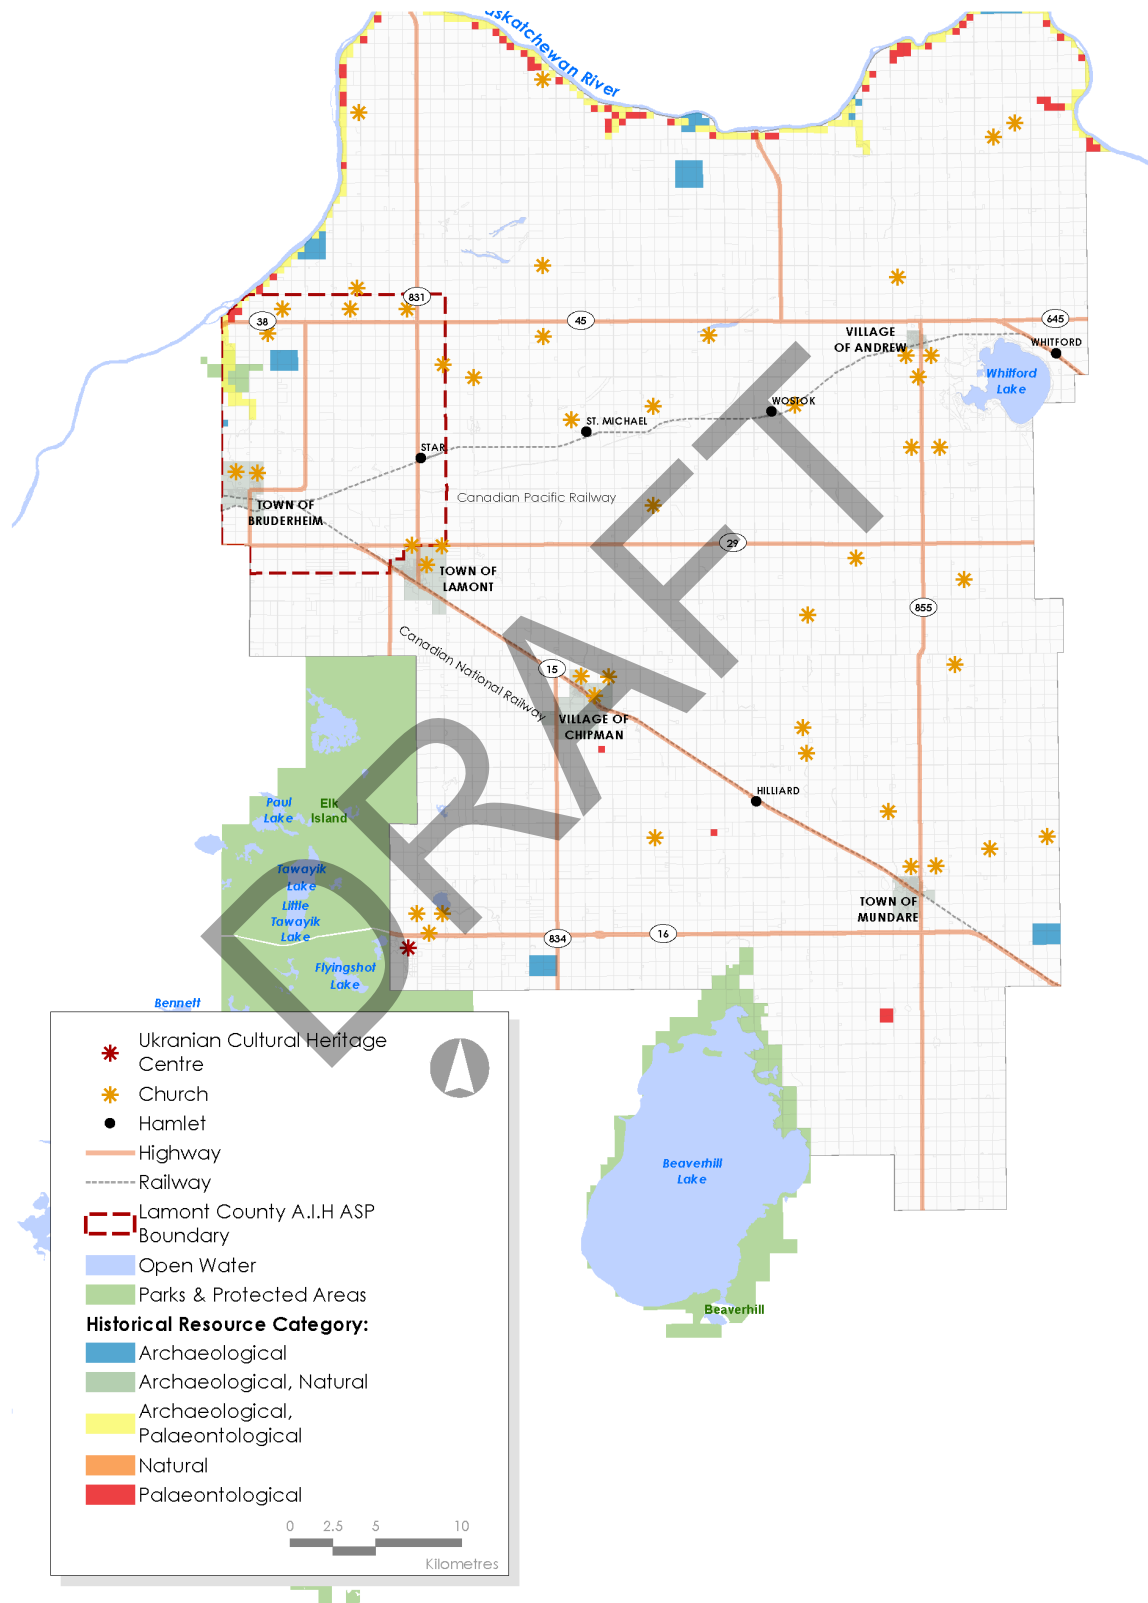 askatchewan River
831
38
45
645
VILLAGE
OF ANDREW
WHITFORD
Whitford
Lake
WOSTOK
ST. MICHAEL
STAR
Canadian Pacific Railway
TOWN OF
BRUDERHEIM
29
TOWN OF
LAMONT
855
Canadian National Railway
15
VILLAGE OF
CHIPMAN
HILLIARD
Paul
Lake
Elk
Island
Tawayik
Lake
Little
Tawayik
Lake
TOWN OF
MUNDARE
834
16
Flyingshot
Lake
Bennett
DRAFT
Beaverhill
Lake
Beaverhill
Ukranian Cultural Heritage
Centre
Church
Hamlet
Highway
Railway
Lamont County A.I.H ASP
Boundary
Open Water
Parks & Protected Areas
Historical Resource Category:
Archaeological
Archaeological, Natural
Archaeological,
Palaeontological
Natural
Palaeontological
0 2.5 5 10
Kilometres